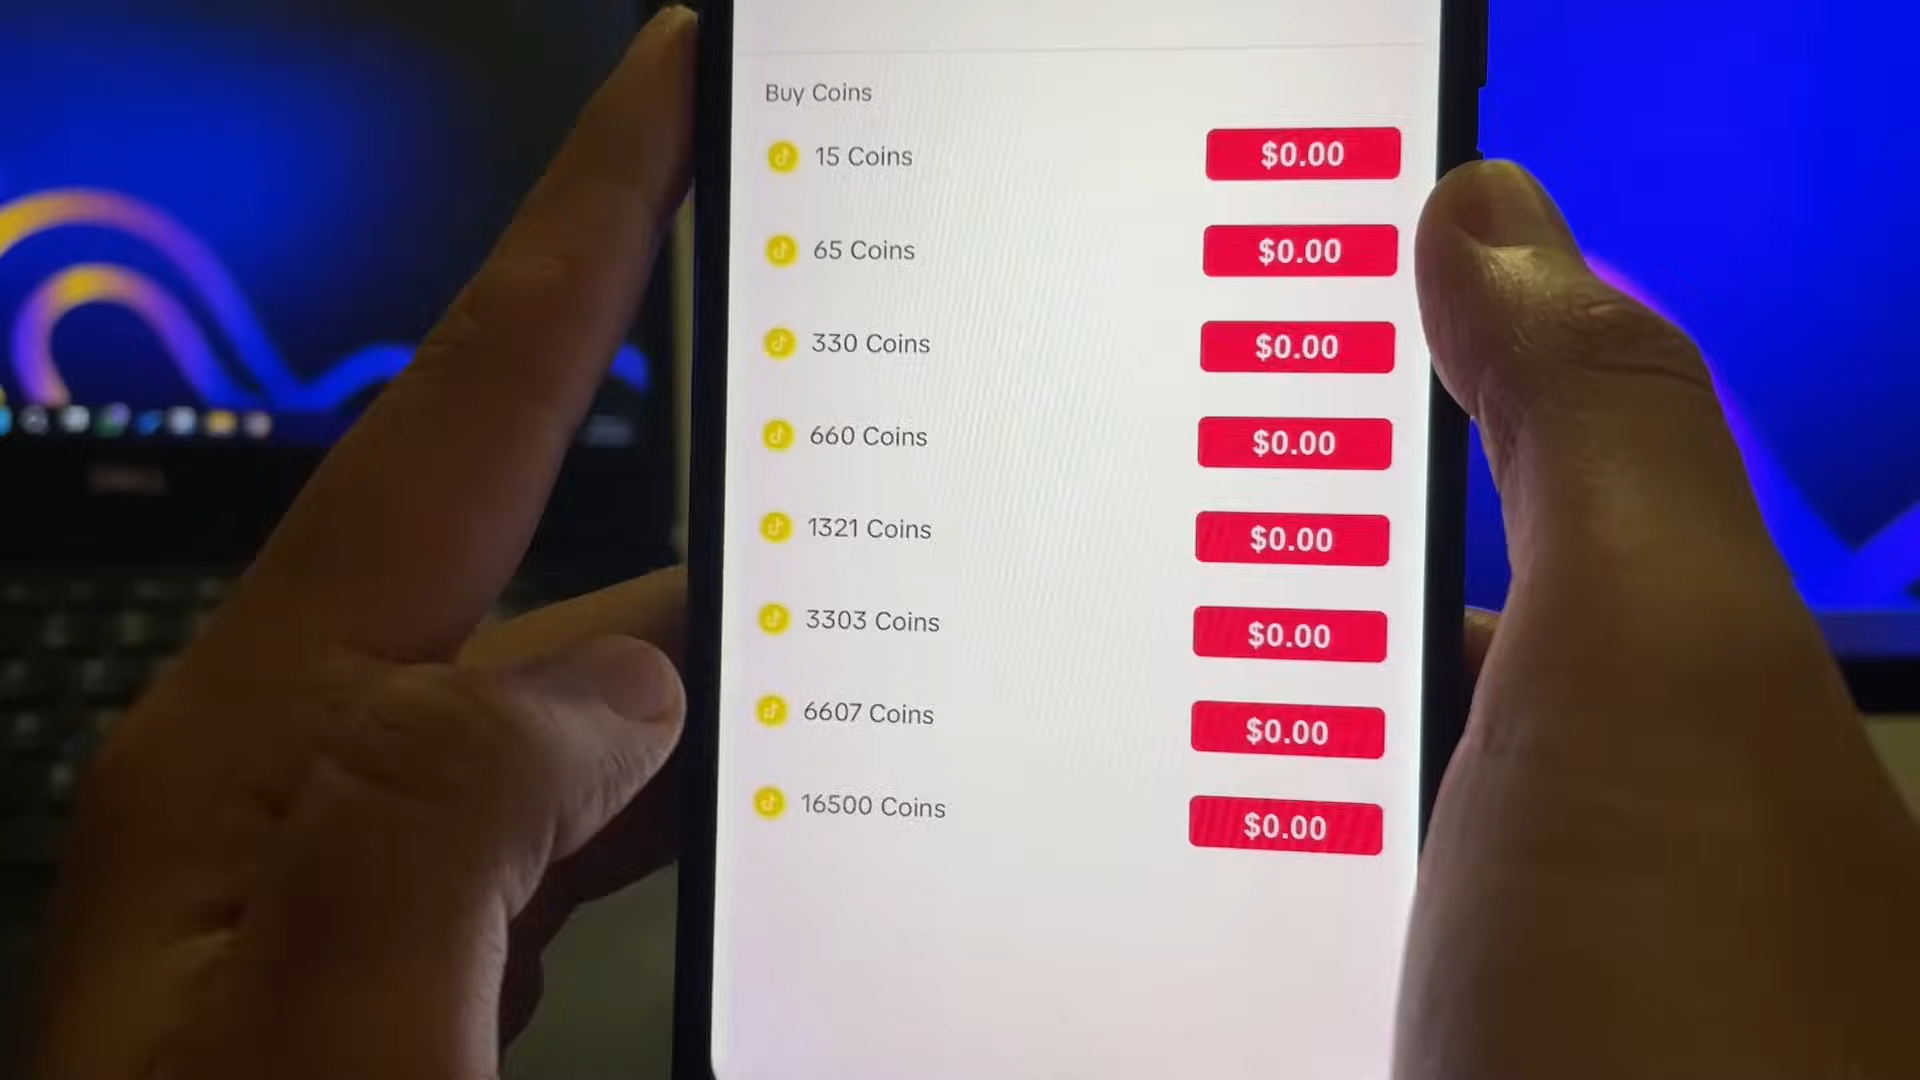 Buy Coins
15 Coins $0.00
65 Coins $0.00
330 Coins $0.00
660 Coins $0.00
1321 Coins $0.00
3303 Coins $0.00
6607 Coins $0.00
16500 Coins $0.00